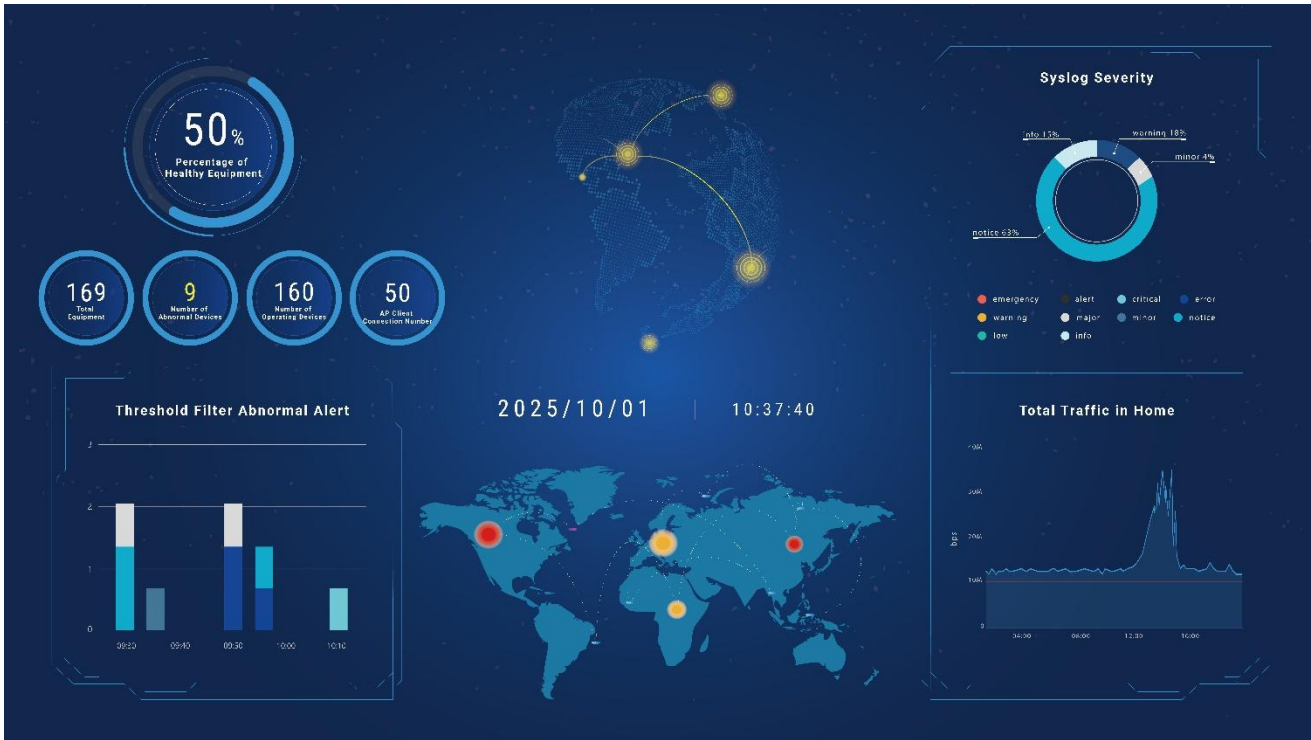 50%
Percentage of
Healthy Equipment
169
Total
Equipment
9
Number of
Abnormal Devices
160
Number of
Operating Devices
50
AP Client
Connection Number
Threshold Filter Abnormal Alert
3
2
1
0
09:30
09:40
09:50
10:00
10:10
2025/10/01 | 10:37:40
Syslog Severity
info 15%
warning 18%
minor 4%
notice 63%
emergency
alert
critical
error
warning
major
minor
notice
low
info
Total Traffic in Home
40M
30M
20M
10M
0
bps
04:00
08:00
12:00
16:00